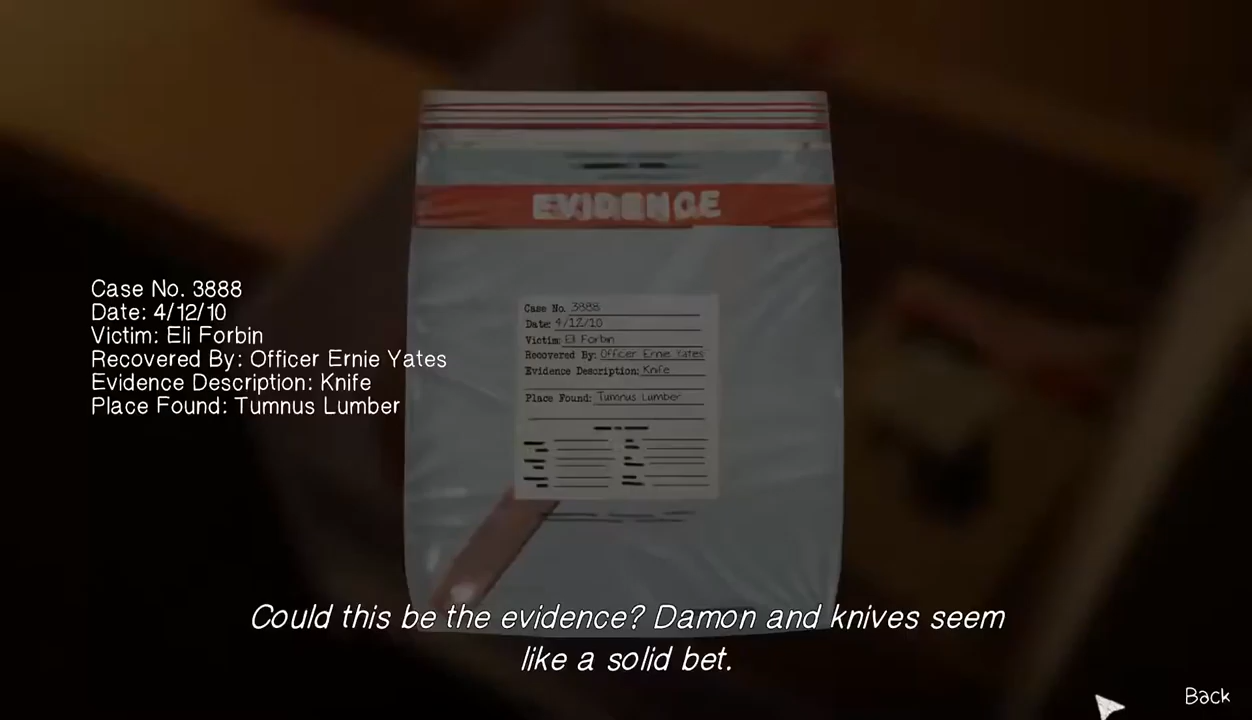 EVIDENCE
Case No. 3888
Date: 4/12/10
Victim: Eli Forbin
Recovered By: Officer Ernie Yates
Evidence Description: Knife
Place Found: Tumnus Lumber
Case No. 3888
Date: 4/12/10
Victim: Eli Forbin
Recovered By: Officer Ernie Yates
Evidence Description: Knife
Place Found: Tumnus Lumber
Could this be the evidence? Damon and knives seem
like a solid bet.
Back